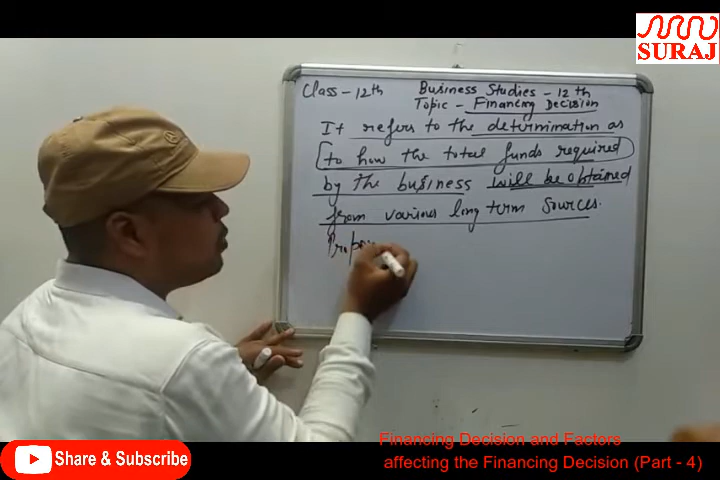 SURAJ
Class-12th
Business Studies - 12th
Topic - Financing Decision
It refers to the determination as
to how the total funds required
by the business will be obtained
from various long term sources.
Share & Subscribe
Financing Decision and Factors
affecting the Financing Decision (Part - 4)